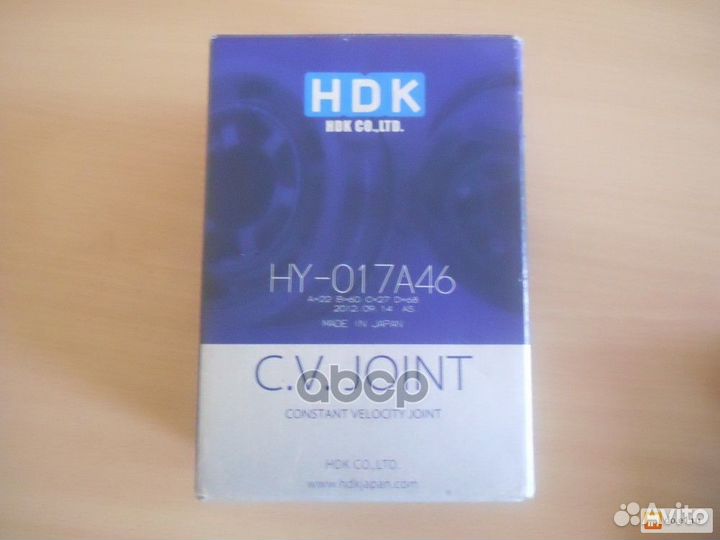 HDK
HDK CO.,LTD.
HY-017A46
A=22 B=60 C=27 D=68
2012.09.14 AS
MADE IN JAPAN
C.V.JOINT
abcp
CONSTANT VELOCITY JOINT
HDK CO.,LTD.
www.hdkjapan.com
Avito